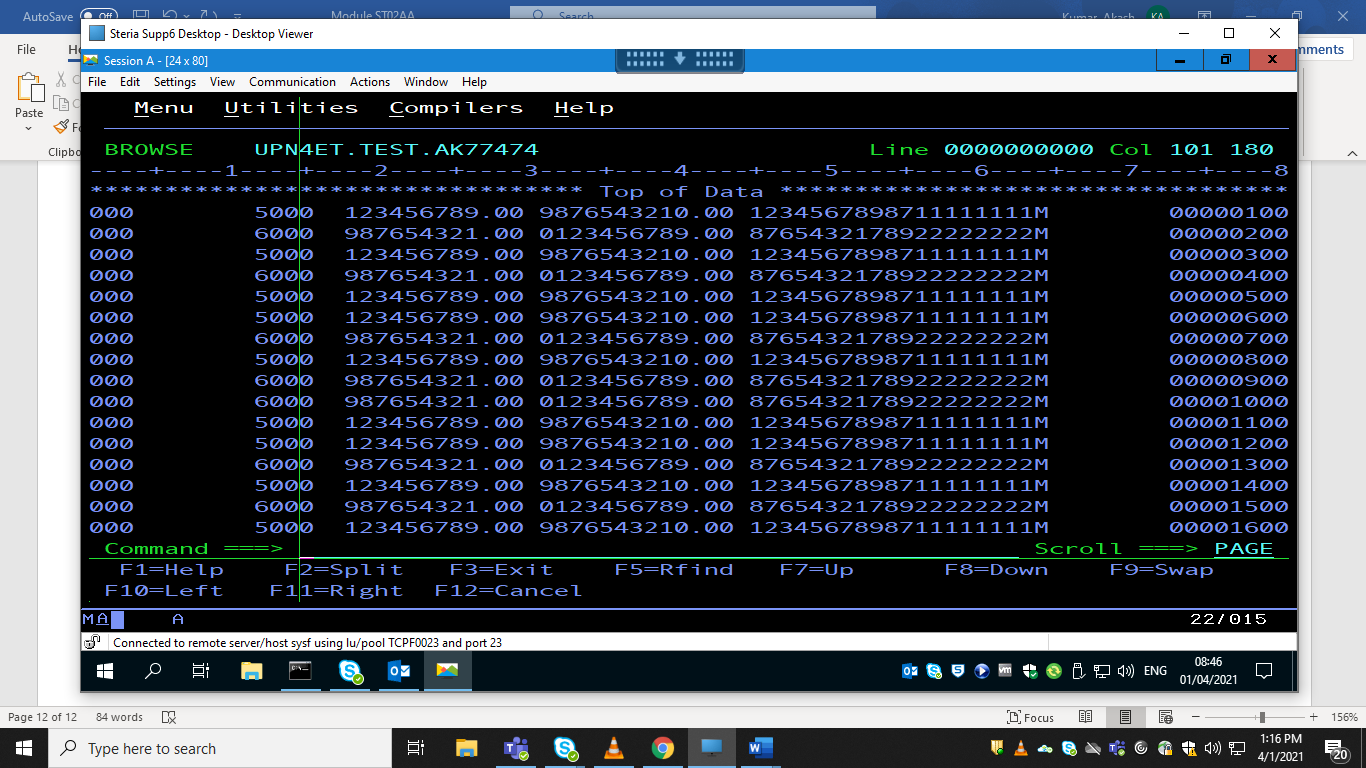 AutoSave Off Module ST02AA Search Kumar, Akash KA
Steria Supp6 Desktop - Desktop Viewer
File
Session A - [24 x 80]
File Edit Settings View Communication Actions Window Help
Paste
Menu Utilities Compilers Help
BROWSE UPN4ET.TEST.AK77474 Line 0000000000 Col 101 180
----+----1----+----2----+----3----+----4----+----5----+----6----+----7----+----8
********************************* Top of Data **********************************
000 5000 123456789.00 9876543210.00 1234567898711111111M 00000100
000 6000 987654321.00 0123456789.00 8765432178922222222M 00000200
000 5000 123456789.00 9876543210.00 1234567898711111111M 00000300
000 6000 987654321.00 0123456789.00 8765432178922222222M 00000400
000 5000 123456789.00 9876543210.00 1234567898711111111M 00000500
000 5000 123456789.00 9876543210.00 1234567898711111111M 00000600
000 6000 987654321.00 0123456789.00 8765432178922222222M 00000700
000 5000 123456789.00 9876543210.00 1234567898711111111M 00000800
000 6000 987654321.00 0123456789.00 8765432178922222222M 00000900
000 6000 987654321.00 0123456789.00 8765432178922222222M 00001000
000 5000 123456789.00 9876543210.00 1234567898711111111M 00001100
000 5000 123456789.00 9876543210.00 1234567898711111111M 00001200
000 6000 987654321.00 0123456789.00 8765432178922222222M 00001300
000 5000 123456789.00 9876543210.00 1234567898711111111M 00001400
000 6000 987654321.00 0123456789.00 8765432178922222222M 00001500
000 5000 123456789.00 9876543210.00 1234567898711111111M 00001600
Command ===> Scroll ===> PAGE
F1=Help F2=Split F3=Exit F5=Rfind F7=Up F8=Down F9=Swap
F10=Left F11=Right F12=Cancel
MA A 22/015
Connected to remote server/host sysf using lu/pool TCPF0023 and port 23
ENG 08:46
01/04/2021
Page 12 of 12 84 words Focus 156%
Type here to search 1:16 PM
4/1/2021 20